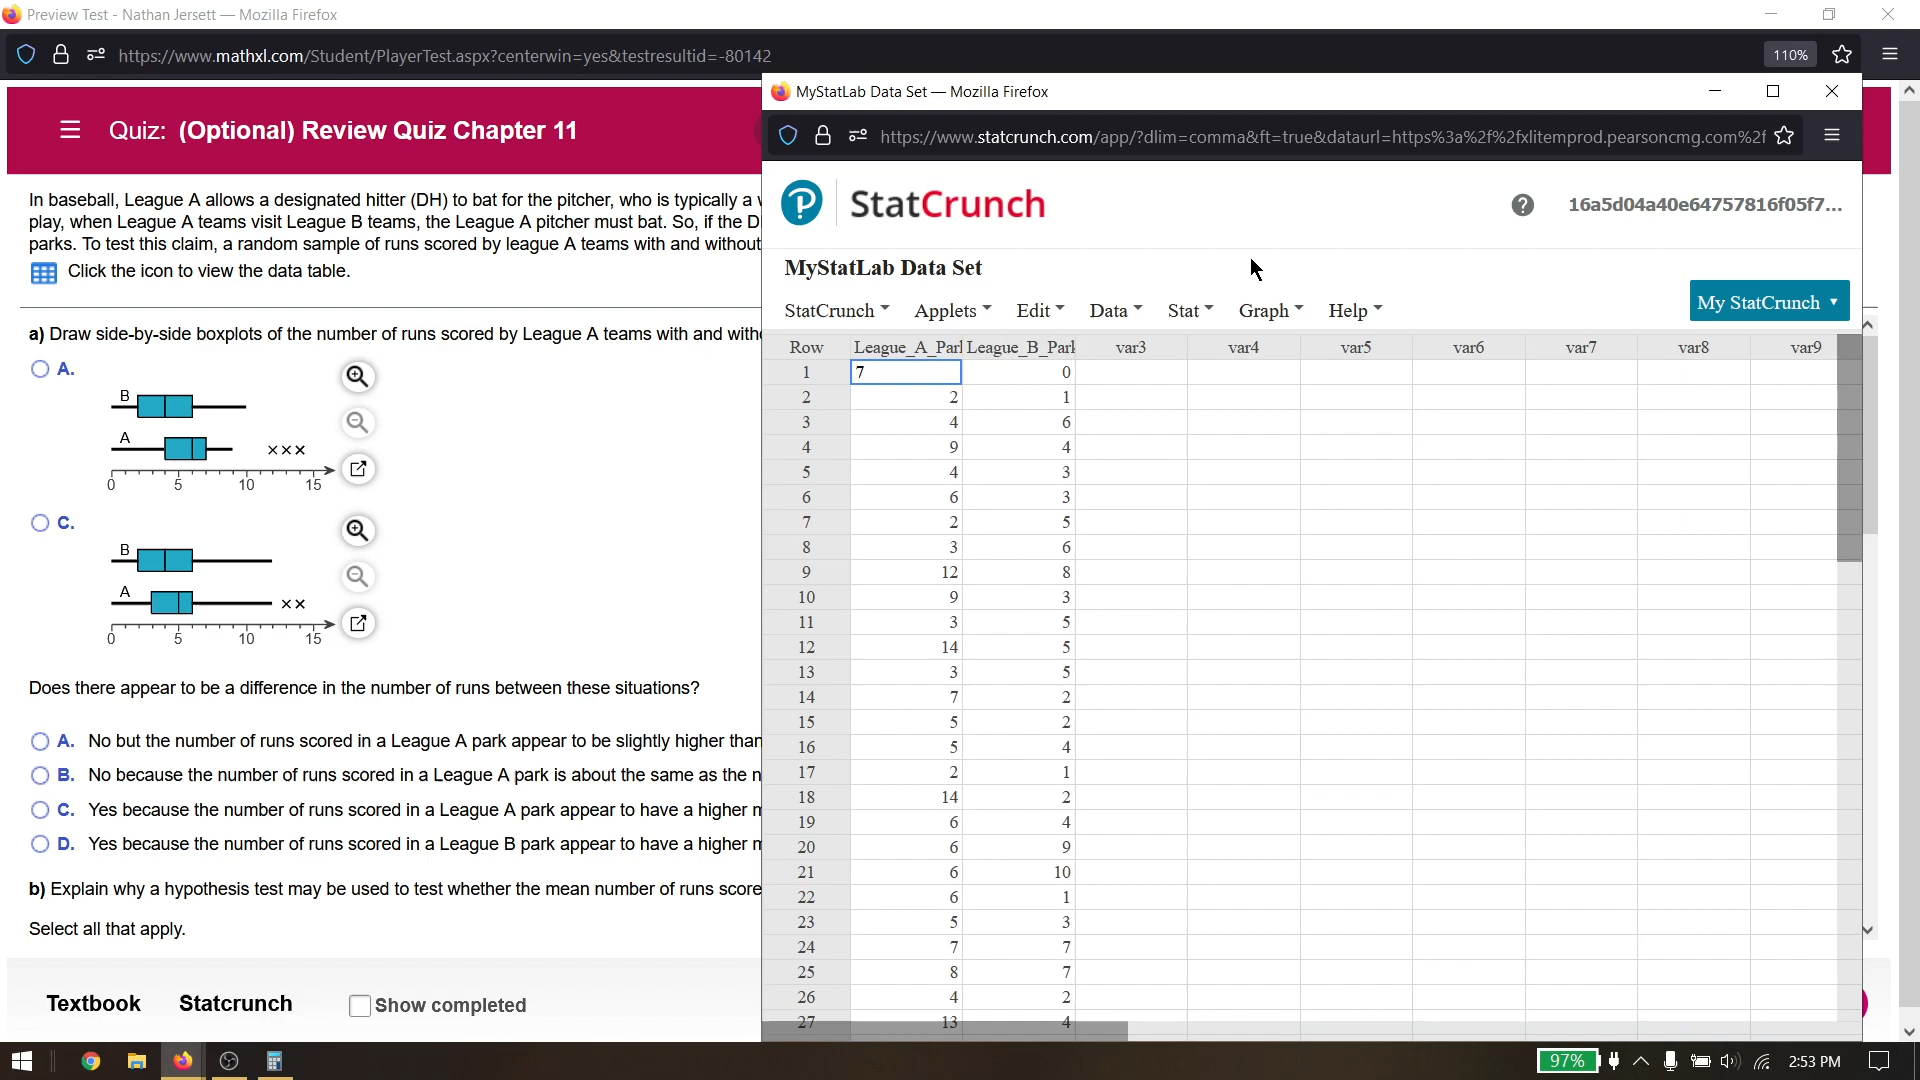 Preview Test - Nathan Jersett — Mozilla Firefox
https://www.mathxl.com/Student/PlayerTest.aspx?centerwin=yes&testresultid=-80142
110%
Quiz: (Optional) Review Quiz Chapter 11
In baseball, League A allows a designated hitter (DH) to bat for the pitcher, who is typically a
play, when League A teams visit League B teams, the League A pitcher must bat. So, if the D
parks. To test this claim, a random sample of runs scored by league A teams with and without
Click the icon to view the data table.
a) Draw side-by-side boxplots of the number of runs scored by League A teams with and with
A.
B
A
0 5 10 15
C.
B
A
0 5 10 15
Does there appear to be a difference in the number of runs between these situations?
A. No but the number of runs scored in a League A park appear to be slightly higher than
B. No because the number of runs scored in a League A park is about the same as the
C. Yes because the number of runs scored in a League A park appear to have a higher
D. Yes because the number of runs scored in a League B park appear to have a higher
b) Explain why a hypothesis test may be used to test whether the mean number of runs score
Select all that apply.
Textbook Statcrunch Show completed
MyStatLab Data Set — Mozilla Firefox
https://www.statcrunch.com/app/?dlim=comma&ft=true&dataurl=https%3a%2f%2fxlitemprod.pearsoncmg.com%2f
P StatCrunch
? 16a5d04a40e64757816f05f7...
MyStatLab Data Set
StatCrunch Applets Edit Data Stat Graph Help
My StatCrunch
Row League_A_Park League_B_Park var3 var4 var5 var6 var7 var8 var9
1 7 0
2 2 1
3 4 6
4 9 4
5 4 3
6 6 3
7 2 5
8 3 6
9 12 8
10 9 3
11 3 5
12 14 5
13 3 5
14 7 2
15 5 2
16 5 4
17 2 1
18 14 2
19 6 4
20 6 9
21 6 10
22 6 1
23 5 3
24 7 7
25 8 7
26 4 2
27 13 4
97% 2:53 PM